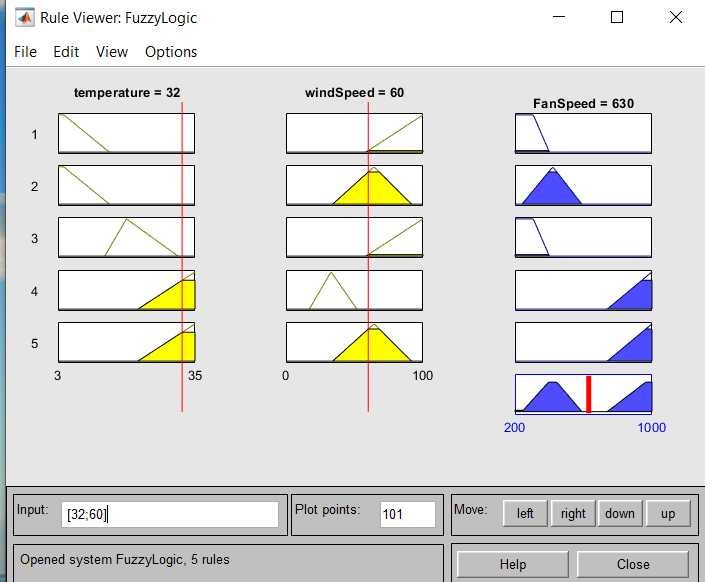 Rule Viewer: FuzzyLogic
File Edit View Options
temperature = 32 windSpeed = 60 FanSpeed = 630
1
2
3
4
5
3 35 0 100
200 1000
Input: [32;60] Plot points: 101 Move: left right down up
Opened system FuzzyLogic, 5 rules Help Close